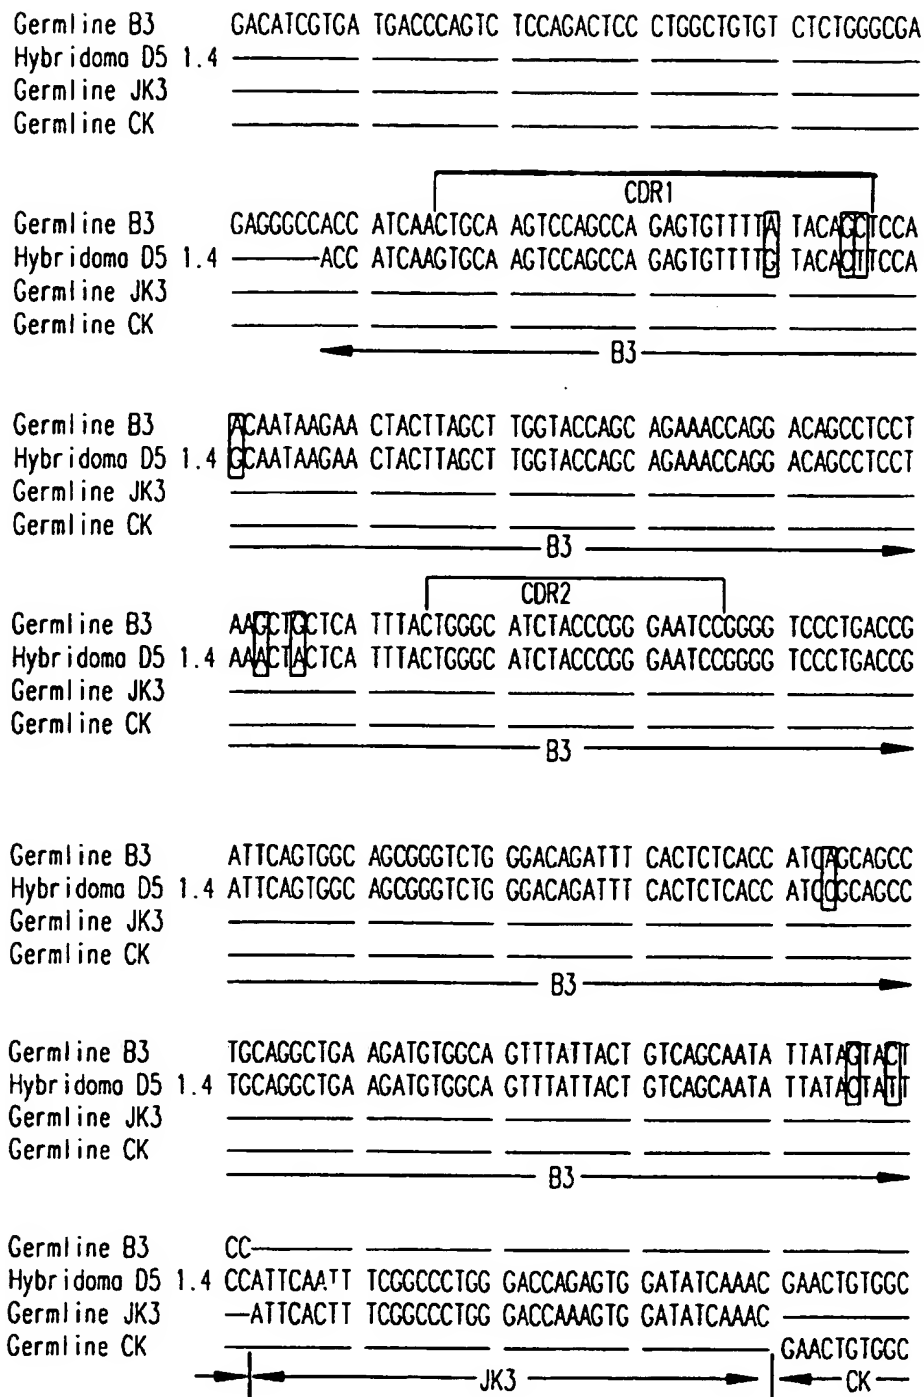 Germline B3 GACATCGTGA TGACCCAGTC TCCAGACTCC CTGGCTGTGT CTCTGGGCGA
Hybridoma D5 1.4
Germline JK3
Germline CK
CDR1
Germline B3 GAGGGCCACC ATCAACTGCA AGTCCAGCCA GAGTGTTTTA TACAGCTCCA
Hybridoma D5 1.4 ACC ATCAAGTGCA AGTCCAGCCA GAGTGTTTTG TACACTTCCA
Germline JK3
Germline CK
B3
Germline B3 ACAATAAGAA CTACTTAGCT TGGTACCAGC AGAAACCAGG ACAGCCTCCT
Hybridoma D5 1.4 GCAATAAGAA CTACTTAGCT TGGTACCAGC AGAAACCAGG ACAGCCTCCT
Germline JK3
Germline CK
B3
CDR2
Germline B3 AAGCTGCTCA TTTACTGGGC ATCTACCCGG GAATCCGGGG TCCCTGACCG
Hybridoma D5 1.4 AAACTACTCA TTTACTGGGC ATCTACCCGG GAATCCGGGG TCCCTGACCG
Germline JK3
Germline CK
B3
Germline B3 ATTCAGTGGC AGCGGGTCTG GGACAGATTT CACTCTCACC ATCAGCAGCC
Hybridoma D5 1.4 ATTCAGTGGC AGCGGGTCTG GGACAGATTT CACTCTCACC ATCCGCAGCC
Germline JK3
Germline CK
B3
Germline B3 TGCAGGCTGA AGATGTGGCA GTTTATTACT GTCAGCAATA TTATAGTACT
Hybridoma D5 1.4 TGCAGGCTGA AGATGTGGCA GTTTATTACT GTCAGCAATA TTATACTATT
Germline JK3
Germline CK
B3
Germline B3 CC
Hybridoma D5 1.4 CCATTCAATT TCGGCCCTGG GACCAGAGTG GATATCAAAC GAACTGTGGC
Germline JK3 ATTCACTT TCGGCCCTGG GACCAAAGTG GATATCAAAC
Germline CK GAACTGTGGC
JK3 CK